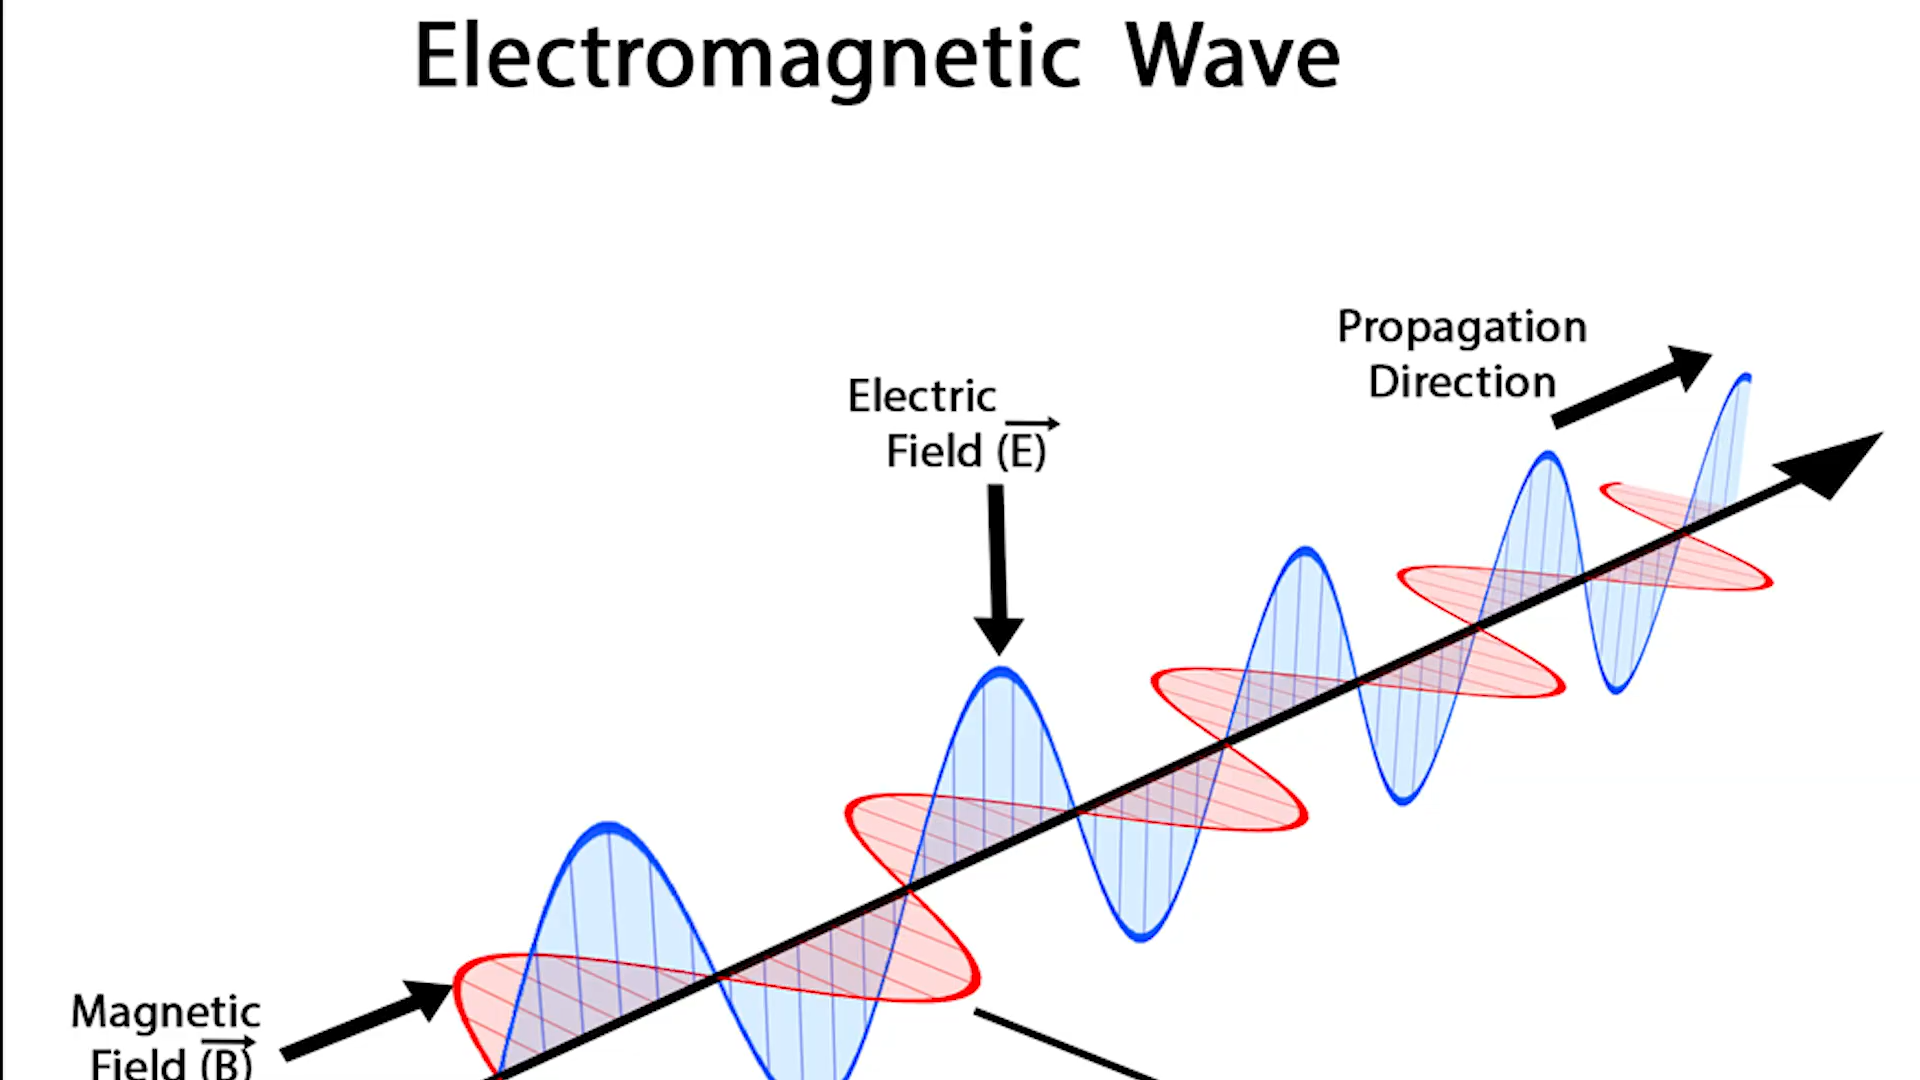 Electromagnetic Wave
Propagation
Direction
Electric
Field (E)
Magnetic
Field (B)